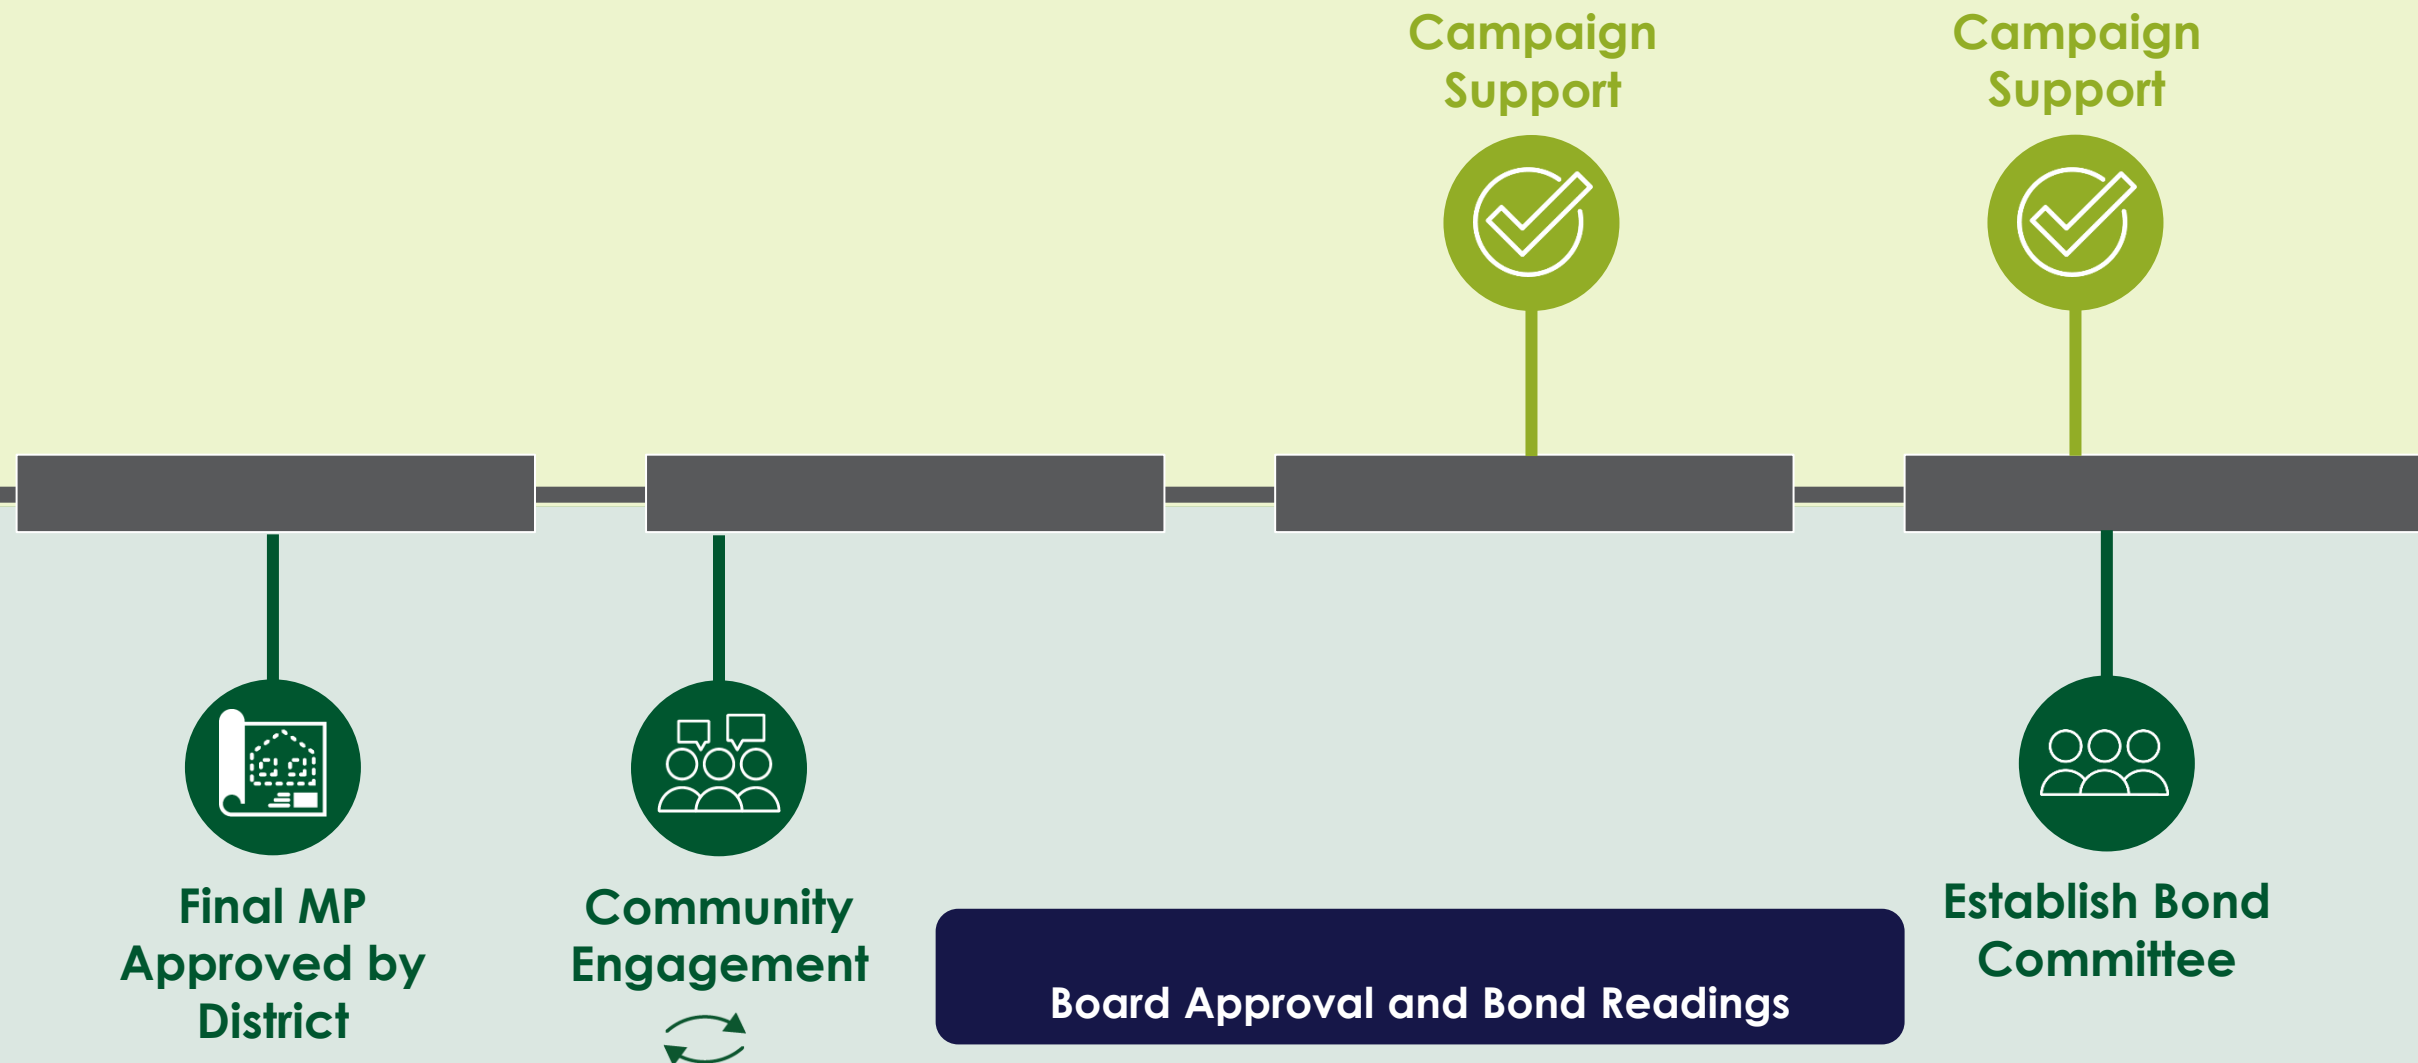 Campaign
Support
Campaign
Support
Final MP
Approved by
District
Community
Engagement
Board Approval and Bond Readings
Establish Bond
Committee